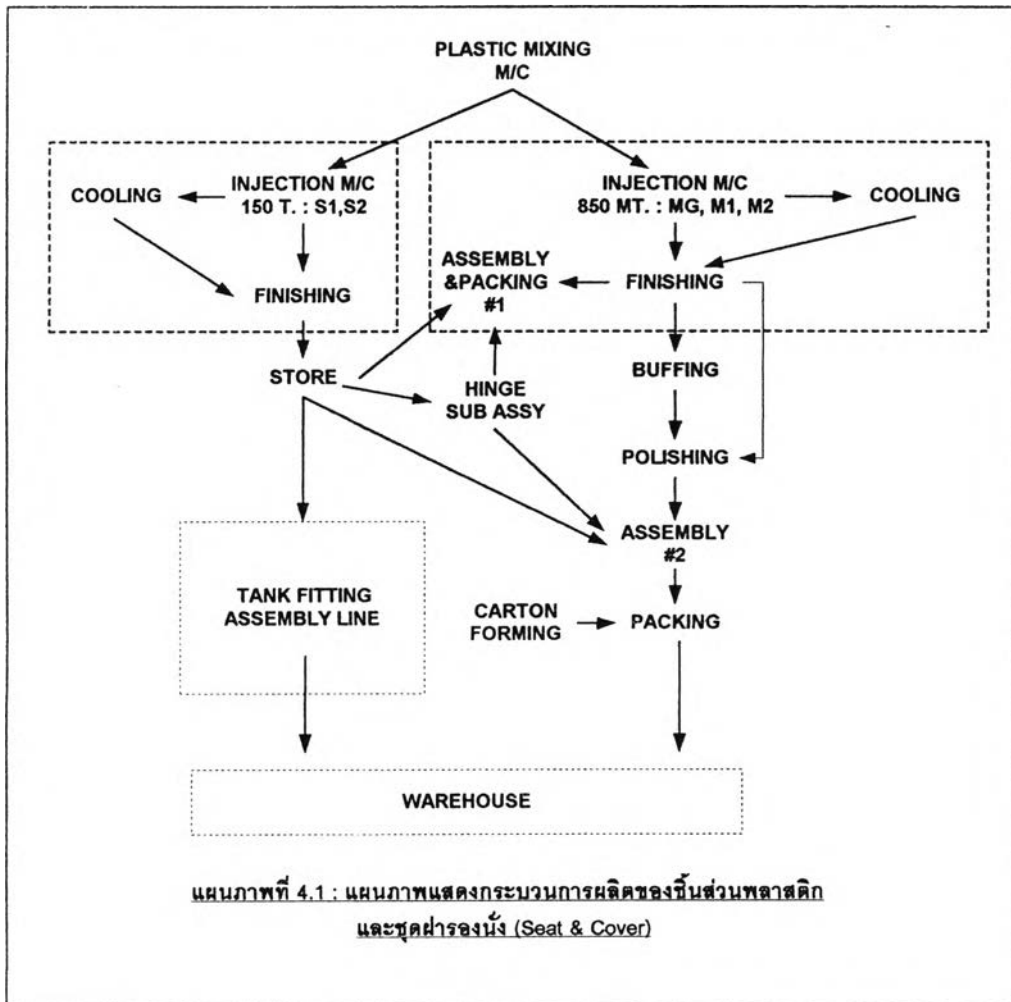 PLASTIC MIXING
M/C
COOLING
INJECTION M/C
150 T. : S1,S2
INJECTION M/C
850 MT. : MG, M1, M2
COOLING
ASSEMBLY
&PACKING
#1
FINISHING
FINISHING
STORE
HINGE
SUB ASSY
BUFFING
POLISHING
ASSEMBLY
#2
TANK FITTING
ASSEMBLY LINE
CARTON
FORMING
PACKING
WAREHOUSE
แผนภาพที่ 4.1 : แผนภาพแสดงกระบวนการผลิตของชิ้นส่วนพลาสติก
และชุดฝารองนั่ง (Seat & Cover)